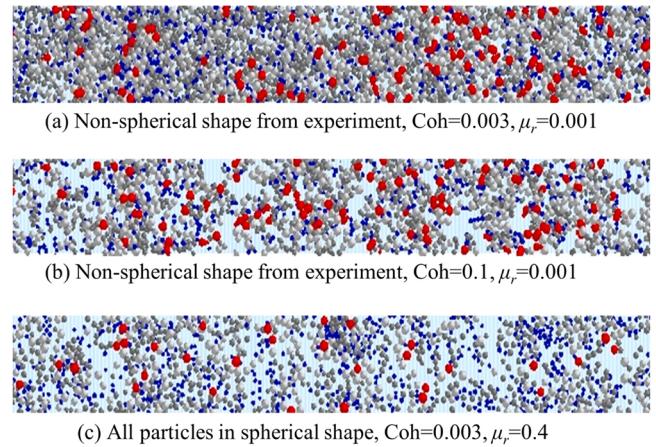 (a) Non-spherical shape from experiment, Coh=0.003, μr=0.001
(b) Non-spherical shape from experiment, Coh=0.1, μr=0.001
(c) All particles in spherical shape, Coh=0.003, μr=0.4